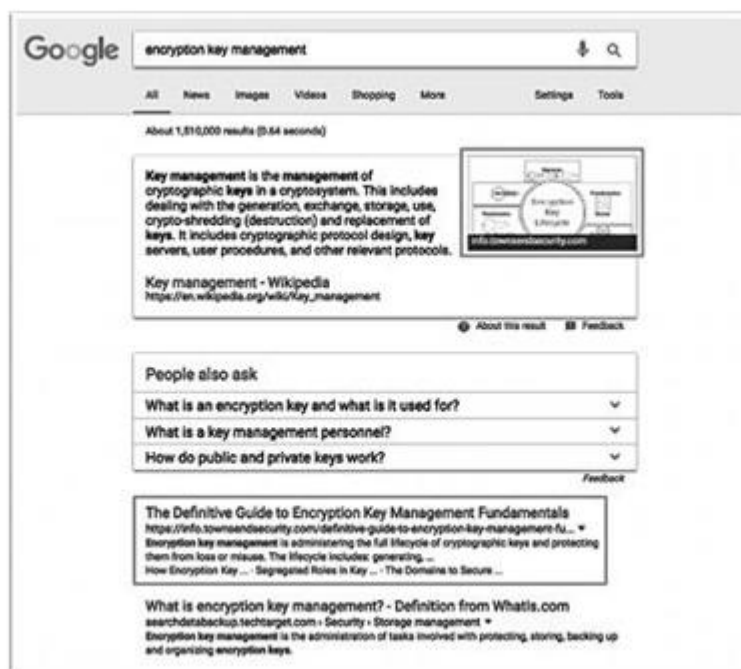 Google
encryption key management
All News Images Videos Shopping More Settings Tools
About 1,510,000 results (0.64 seconds)
Key management is the management of
cryptographic keys in a cryptosystem. This includes
dealing with the generation, exchange, storage, use,
crypto-shredding (destruction) and replacement of
keys. It includes cryptographic protocol design, key
servers, user procedures, and other relevant protocols.
Encryption
Key
Lifecycle
info.townsendsecurity.com
Key management - Wikipedia
https://en.wikipedia.org/wiki/Key_management
About this result Feedback
People also ask
What is an encryption key and what is it used for?
What is a key management personnel?
How do public and private keys work?
Feedback
The Definitive Guide to Encryption Key Management Fundamentals
https://info.townsendsecurity.com/definitive-guide-to-encryption-key-management-fu...
Encryption key management is administering the full lifecycle of cryptographic keys and protecting
them from loss or misuse. The lifecycle includes: generating, ...
How Encryption Key ... · Segregated Roles in Key ... · The Domains to Secure ...
What is encryption key management? - Definition from WhatIs.com
searchdatabackup.techtarget.com › Security › Storage management
Encryption key management is the administration of tasks involved with protecting, storing, backing up
and organizing encryption keys.